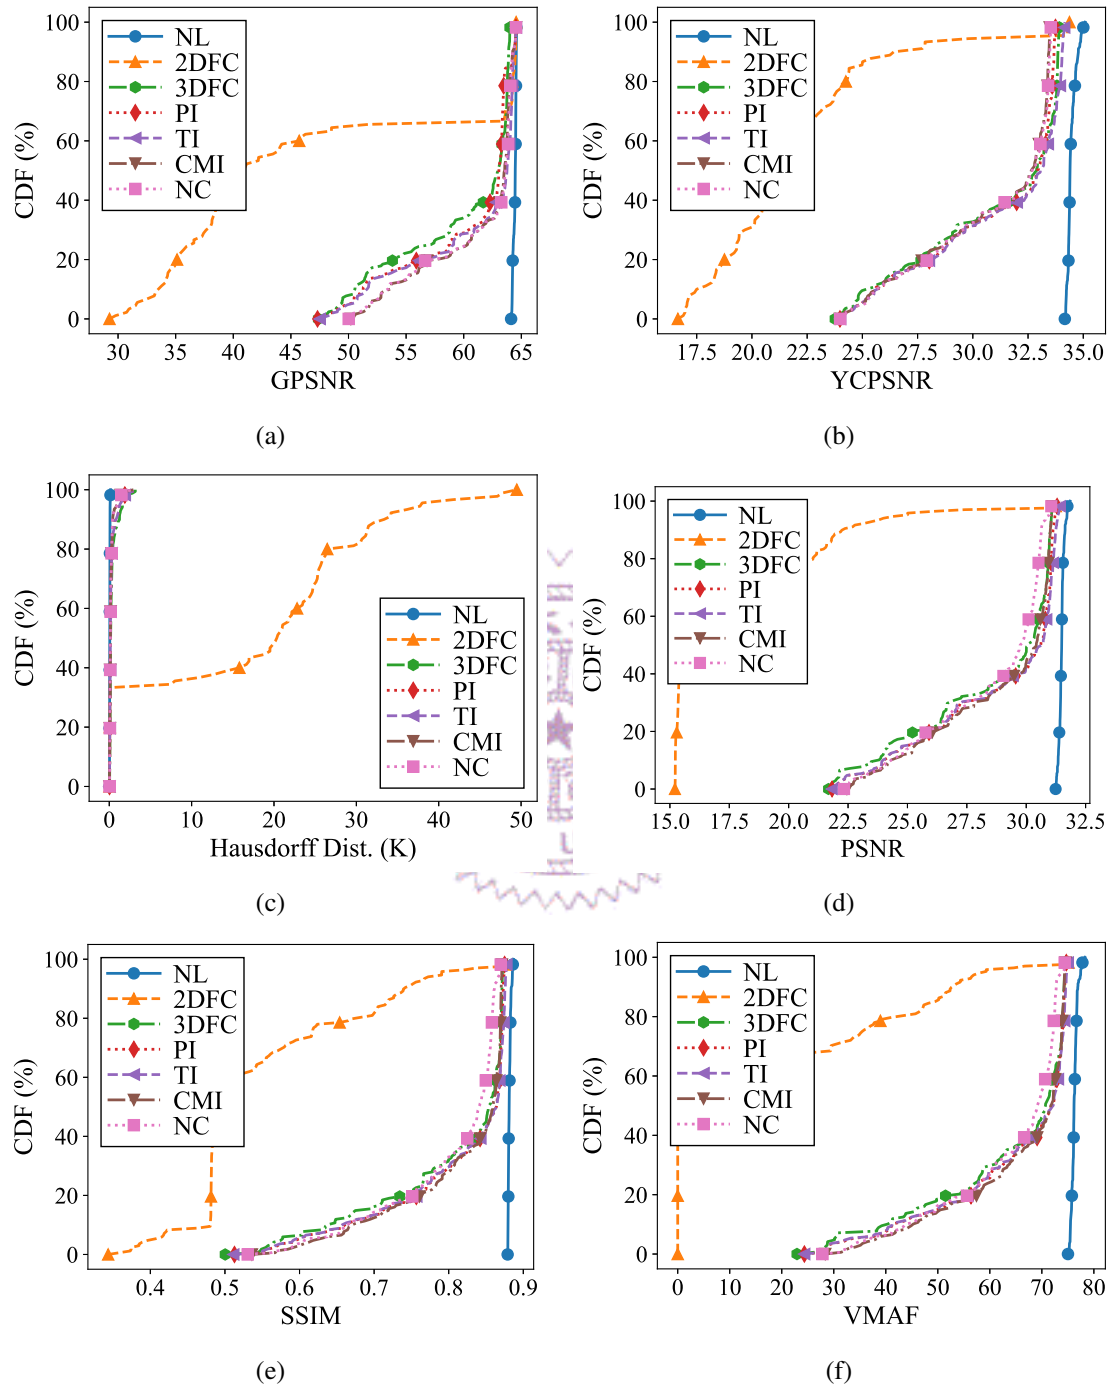 CDF (%)
100
80
60
40
20
0
NL
2DFC
3DFC
PI
TI
CMI
NC
30 35 40 45 50 55 60 65
GPSNR
(a)
CDF (%)
100
80
60
40
20
0
NL
2DFC
3DFC
PI
TI
CMI
NC
17.5 20.0 22.5 25.0 27.5 30.0 32.5 35.0
YCPSNR
(b)
CDF (%)
100
80
60
40
20
0
NL
2DFC
3DFC
PI
TI
CMI
NC
0 10 20 30 40 50
Hausdorff Dist. (K)
(c)
CDF (%)
100
80
60
40
20
0
NL
2DFC
3DFC
PI
TI
CMI
NC
15.0 17.5 20.0 22.5 25.0 27.5 30.0 32.5
PSNR
(d)
CDF (%)
100
80
60
40
20
0
NL
2DFC
3DFC
PI
TI
CMI
NC
0.4 0.5 0.6 0.7 0.8 0.9
SSIM
(e)
CDF (%)
100
80
60
40
20
0
NL
2DFC
3DFC
PI
TI
CMI
NC
0 10 20 30 40 50 60 70 80
VMAF
(f)